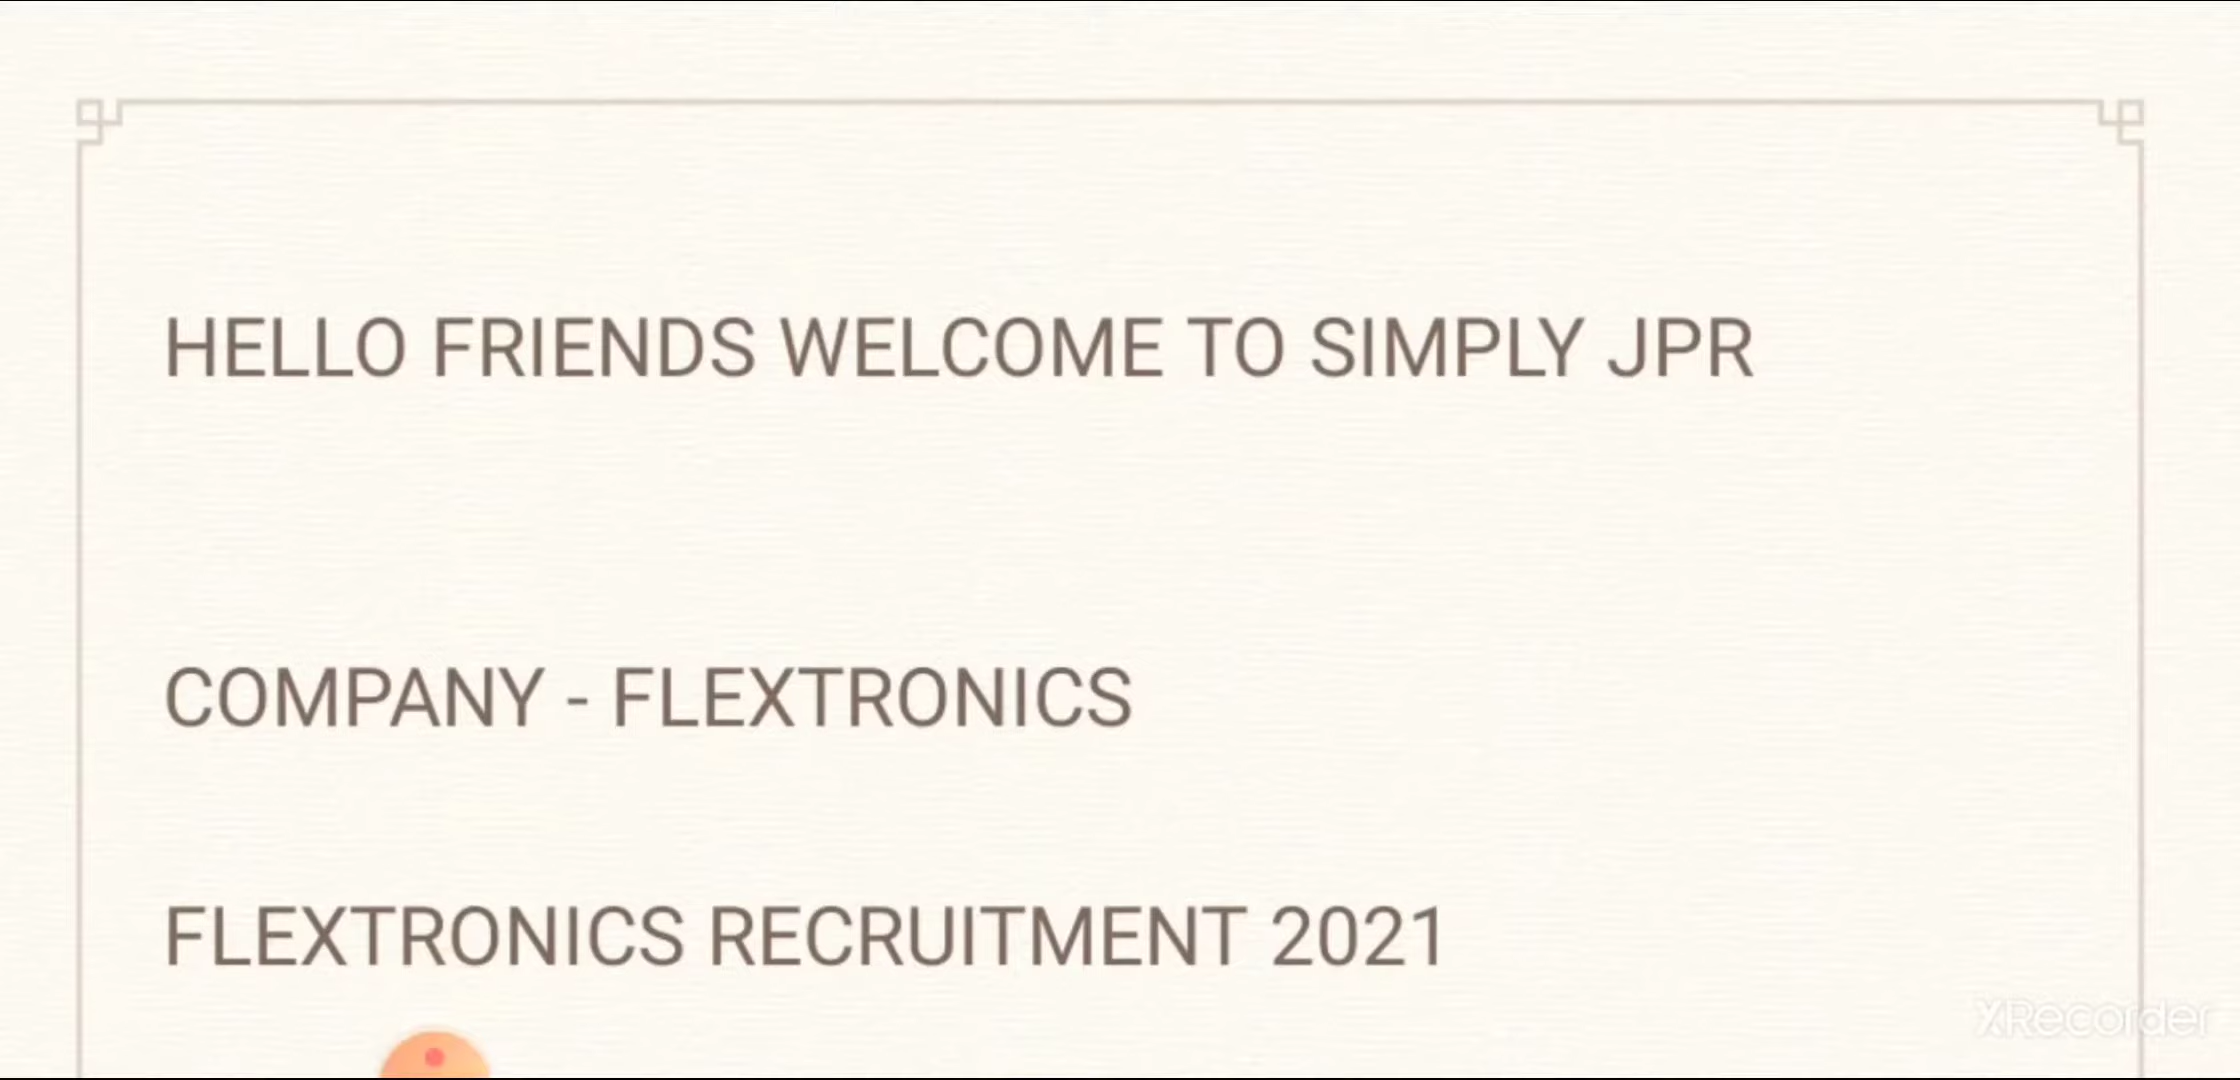 HELLO FRIENDS WELCOME TO SIMPLY JPR
COMPANY - FLEXTRONICS
FLEXTRONICS RECRUITMENT 2021
XRecorder